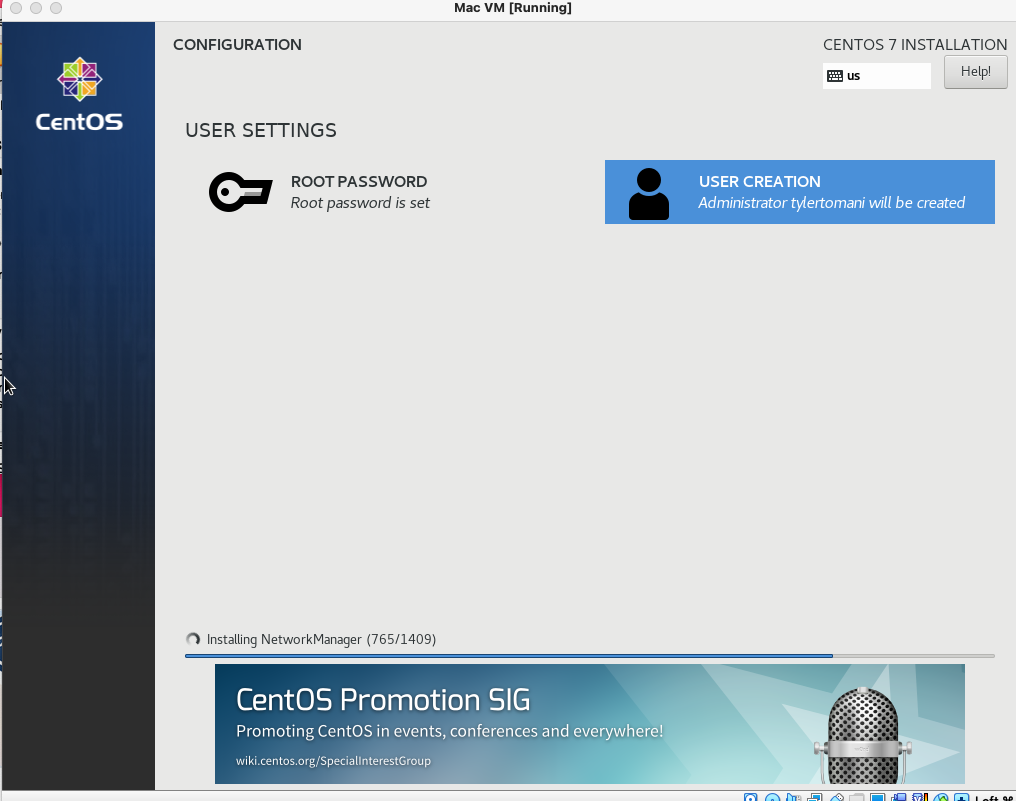 Mac VM [Running]
CONFIGURATION
CENTOS 7 INSTALLATION
us
Help!
CentOS
USER SETTINGS
ROOT PASSWORD
Root password is set
USER CREATION
Administrator tylertomani will be created
Installing NetworkManager (765/1409)
CentOS Promotion SIG
Promoting CentOS in events, conferences and everywhere!
wiki.centos.org/SpecialInterestGroup
Left ⌘